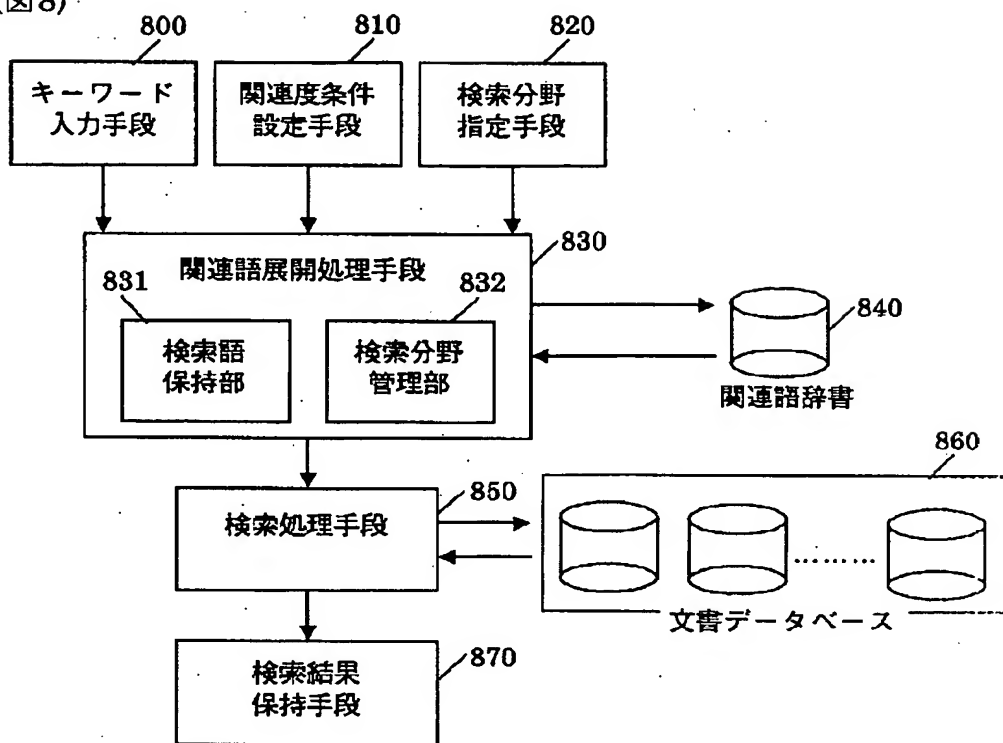 (図8)
800
810
820
キーワード
入力手段
関連度条件
設定手段
検索分野
指定手段
830
関連語展開処理手段
831
832
検索語
保持部
検索分野
管理部
840
関連語辞書
860
850
検索処理手段
.........
文書データベース
870
検索結果
保持手段